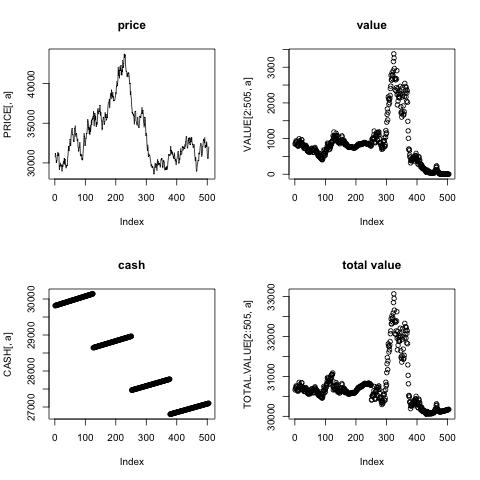 price
PRICE[, a]
30000 35000 40000
0 100 200 300 400 500
Index
value
VALUE[2:505, a]
0 1000 2000 3000
0 100 200 300 400 500
Index
cash
CASH[, a]
27000 28000 29000 30000
0 100 200 300 400 500
Index
total value
TOTAL.VALUE[2:505, a]
30000 31000 32000 33000
0 100 200 300 400 500
Index